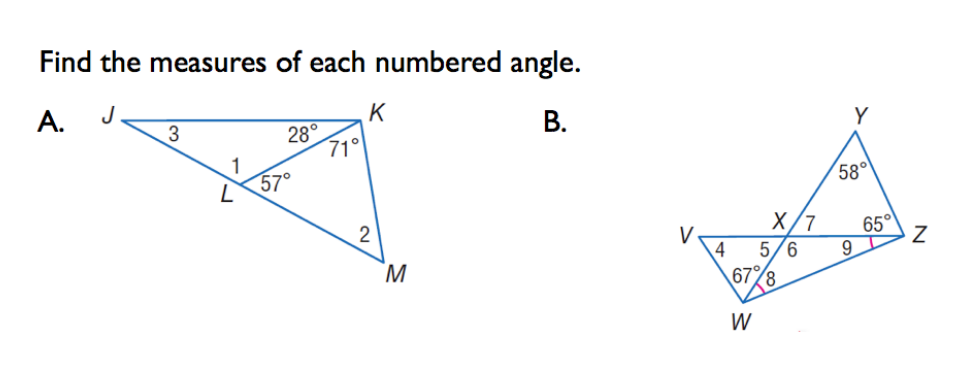 Find the measures of each numbered angle.
A.
J
K
3
28°
71°
1
L
57°
2
M
B.
Y
58°
X
7
65°
V
Z
4
5
6
9
67°
8
W